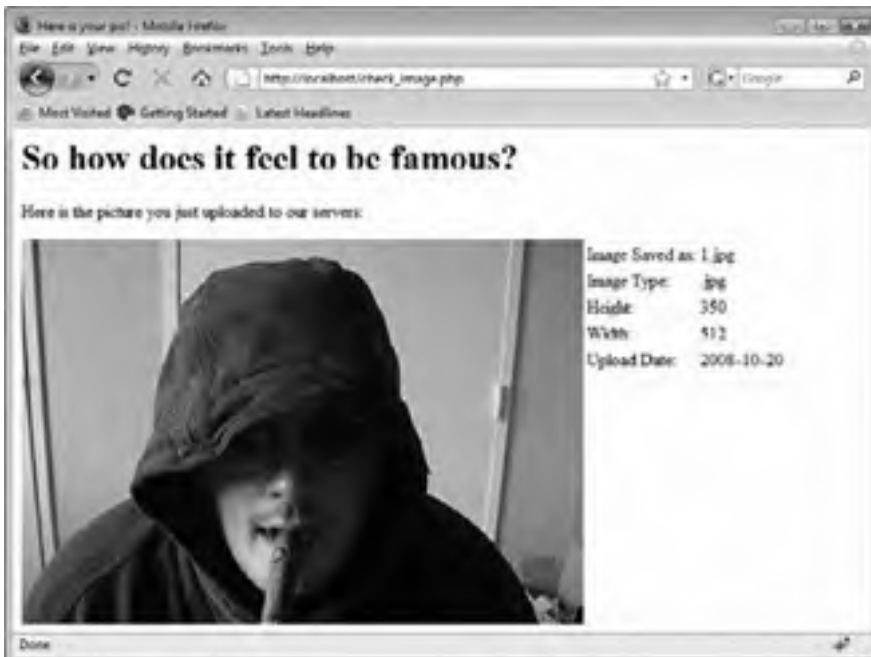 Here is your pic! - Mozilla Firefox
File Edit View History Bookmarks Tools Help
http://localhost/check_image.php
Google
Most Visited Getting Started Latest Headlines
So how does it feel to be famous?
Here is the picture you just uploaded to our servers:
Image Saved as: 1.jpg
Image Type: .jpg
Height: 350
Width: 512
Upload Date: 2008-10-20
Done